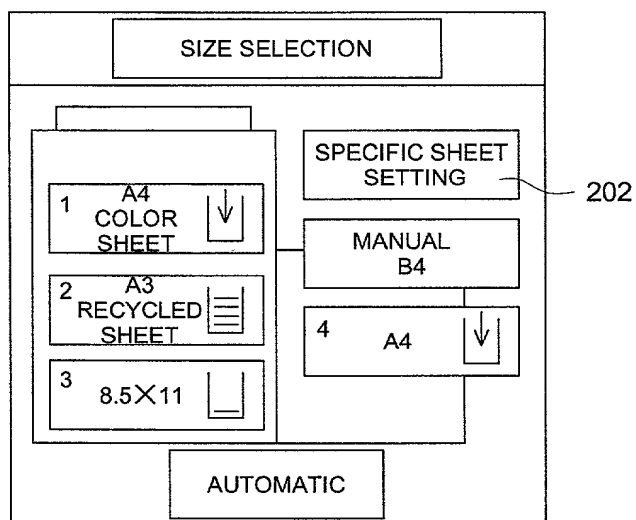 SIZE SELECTION
SPECIFIC SHEET
SETTING
202
1 A4
COLOR
SHEET
MANUAL
B4
2 A3
RECYCLED
SHEET
4 A4
3 8.5×11
AUTOMATIC